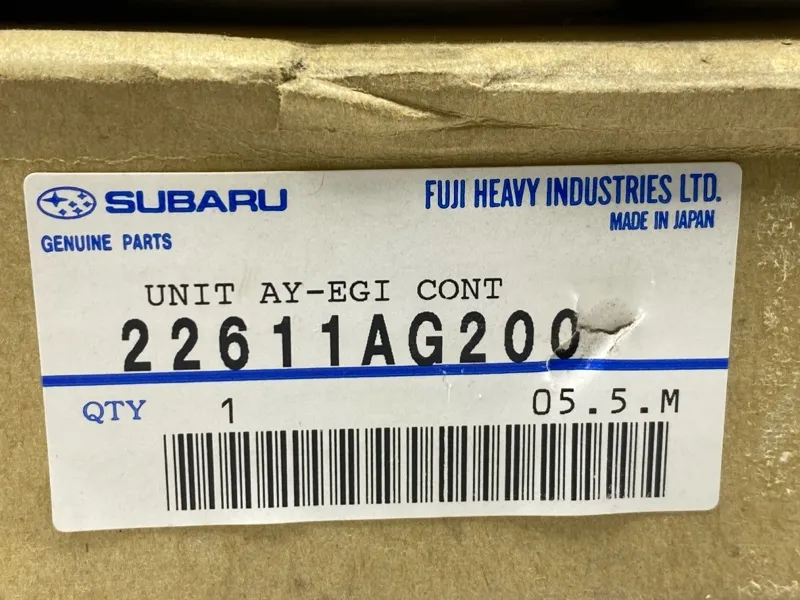 SUBARU
FUJI HEAVY INDUSTRIES LTD.
MADE IN JAPAN
GENUINE PARTS
UNIT AY-EGI CONT
22611AG200
QTY 1 05.5.M